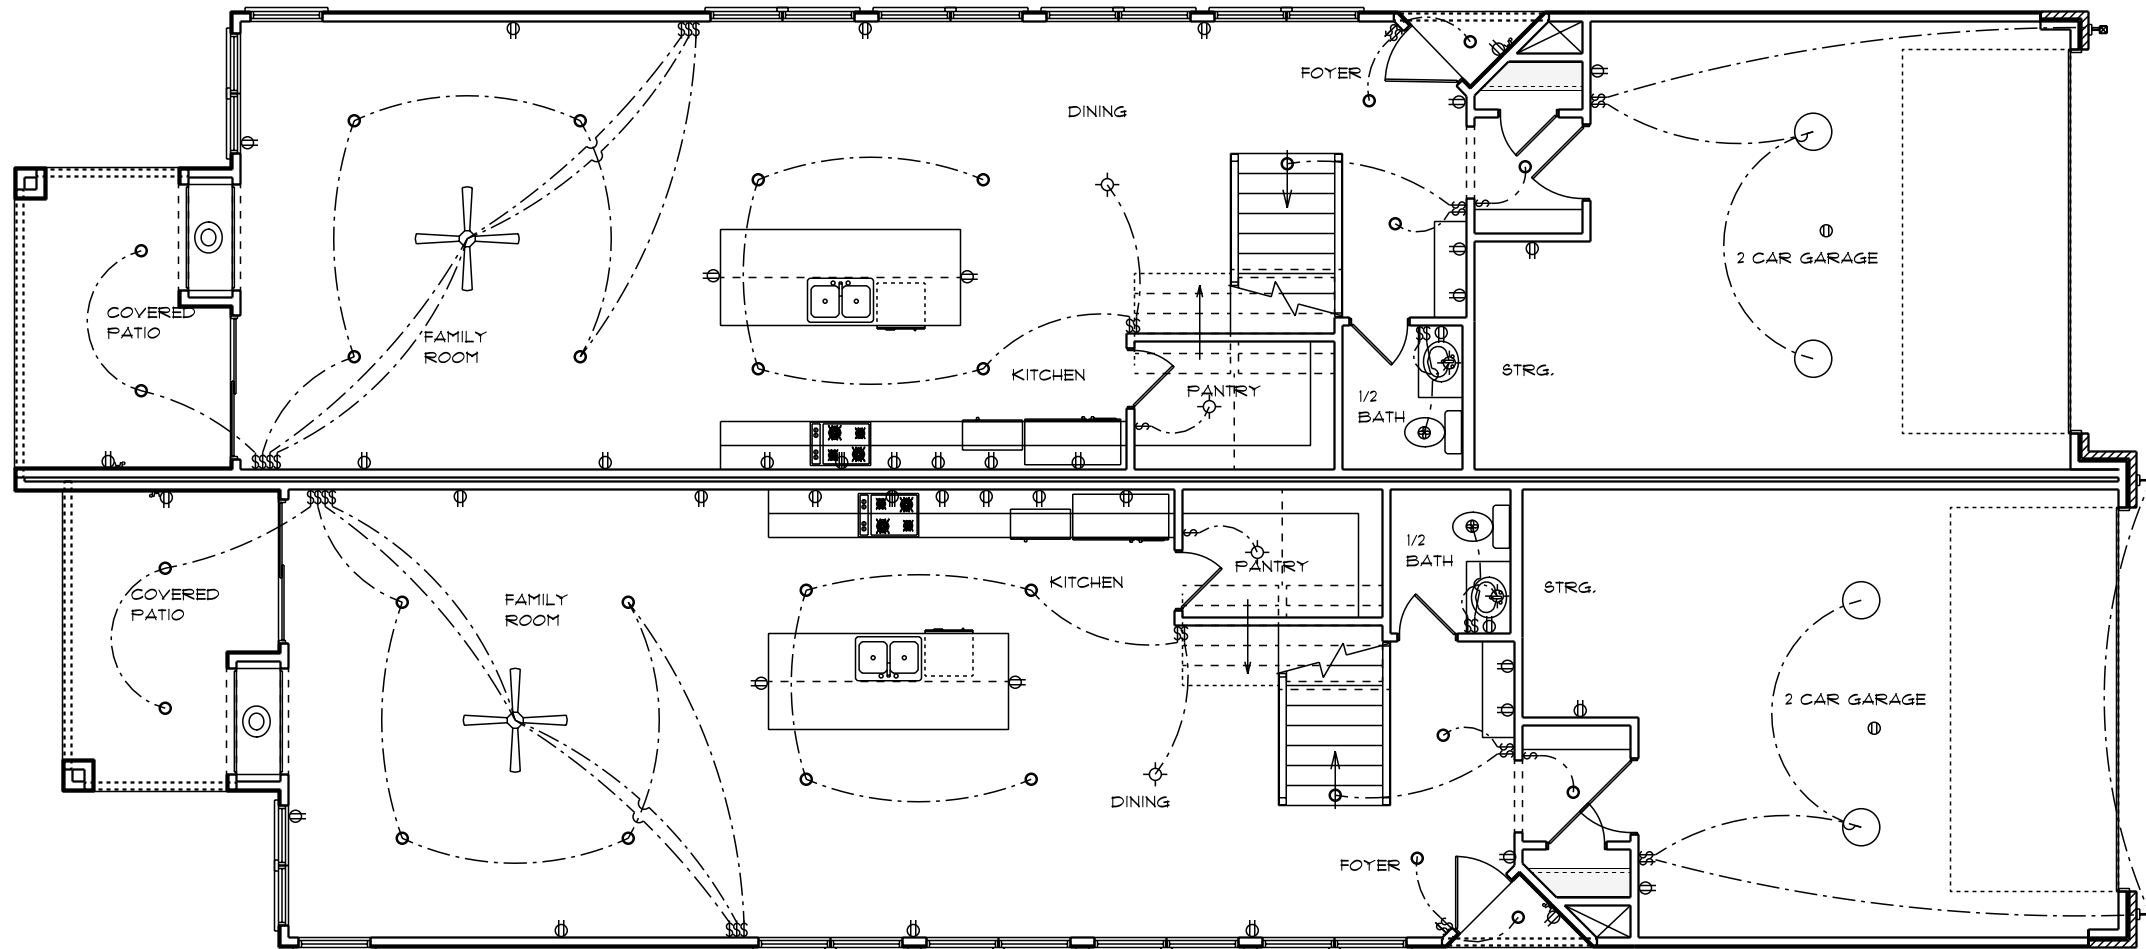 FOYER
DINING
2 CAR GARAGE
COVERED
PATIO
FAMILY
ROOM
KITCHEN
PANTRY
1/2
BATH
STRG.
COVERED
PATIO
FAMILY
ROOM
KITCHEN
PANTRY
1/2
BATH
STRG.
2 CAR GARAGE
DINING
FOYER